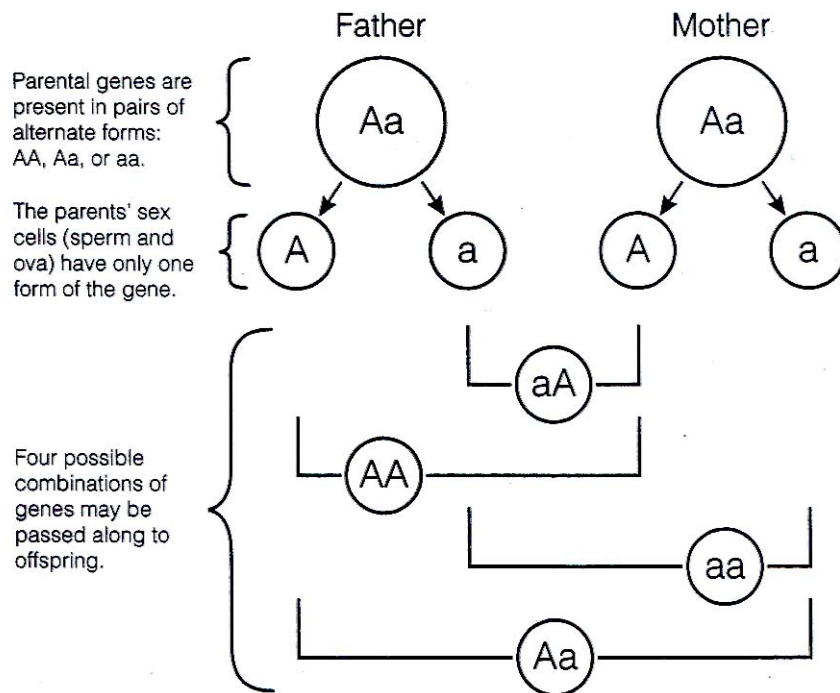 Father
Mother
Parental genes are
present in pairs of
alternate forms:
AA, Aa, or aa.
Aa
Aa
The parents' sex
cells (sperm and
ova) have only one
form of the gene.
A
a
A
a
Four possible
combinations of
genes may be
passed along to
offspring.
aA
AA
aa
Aa